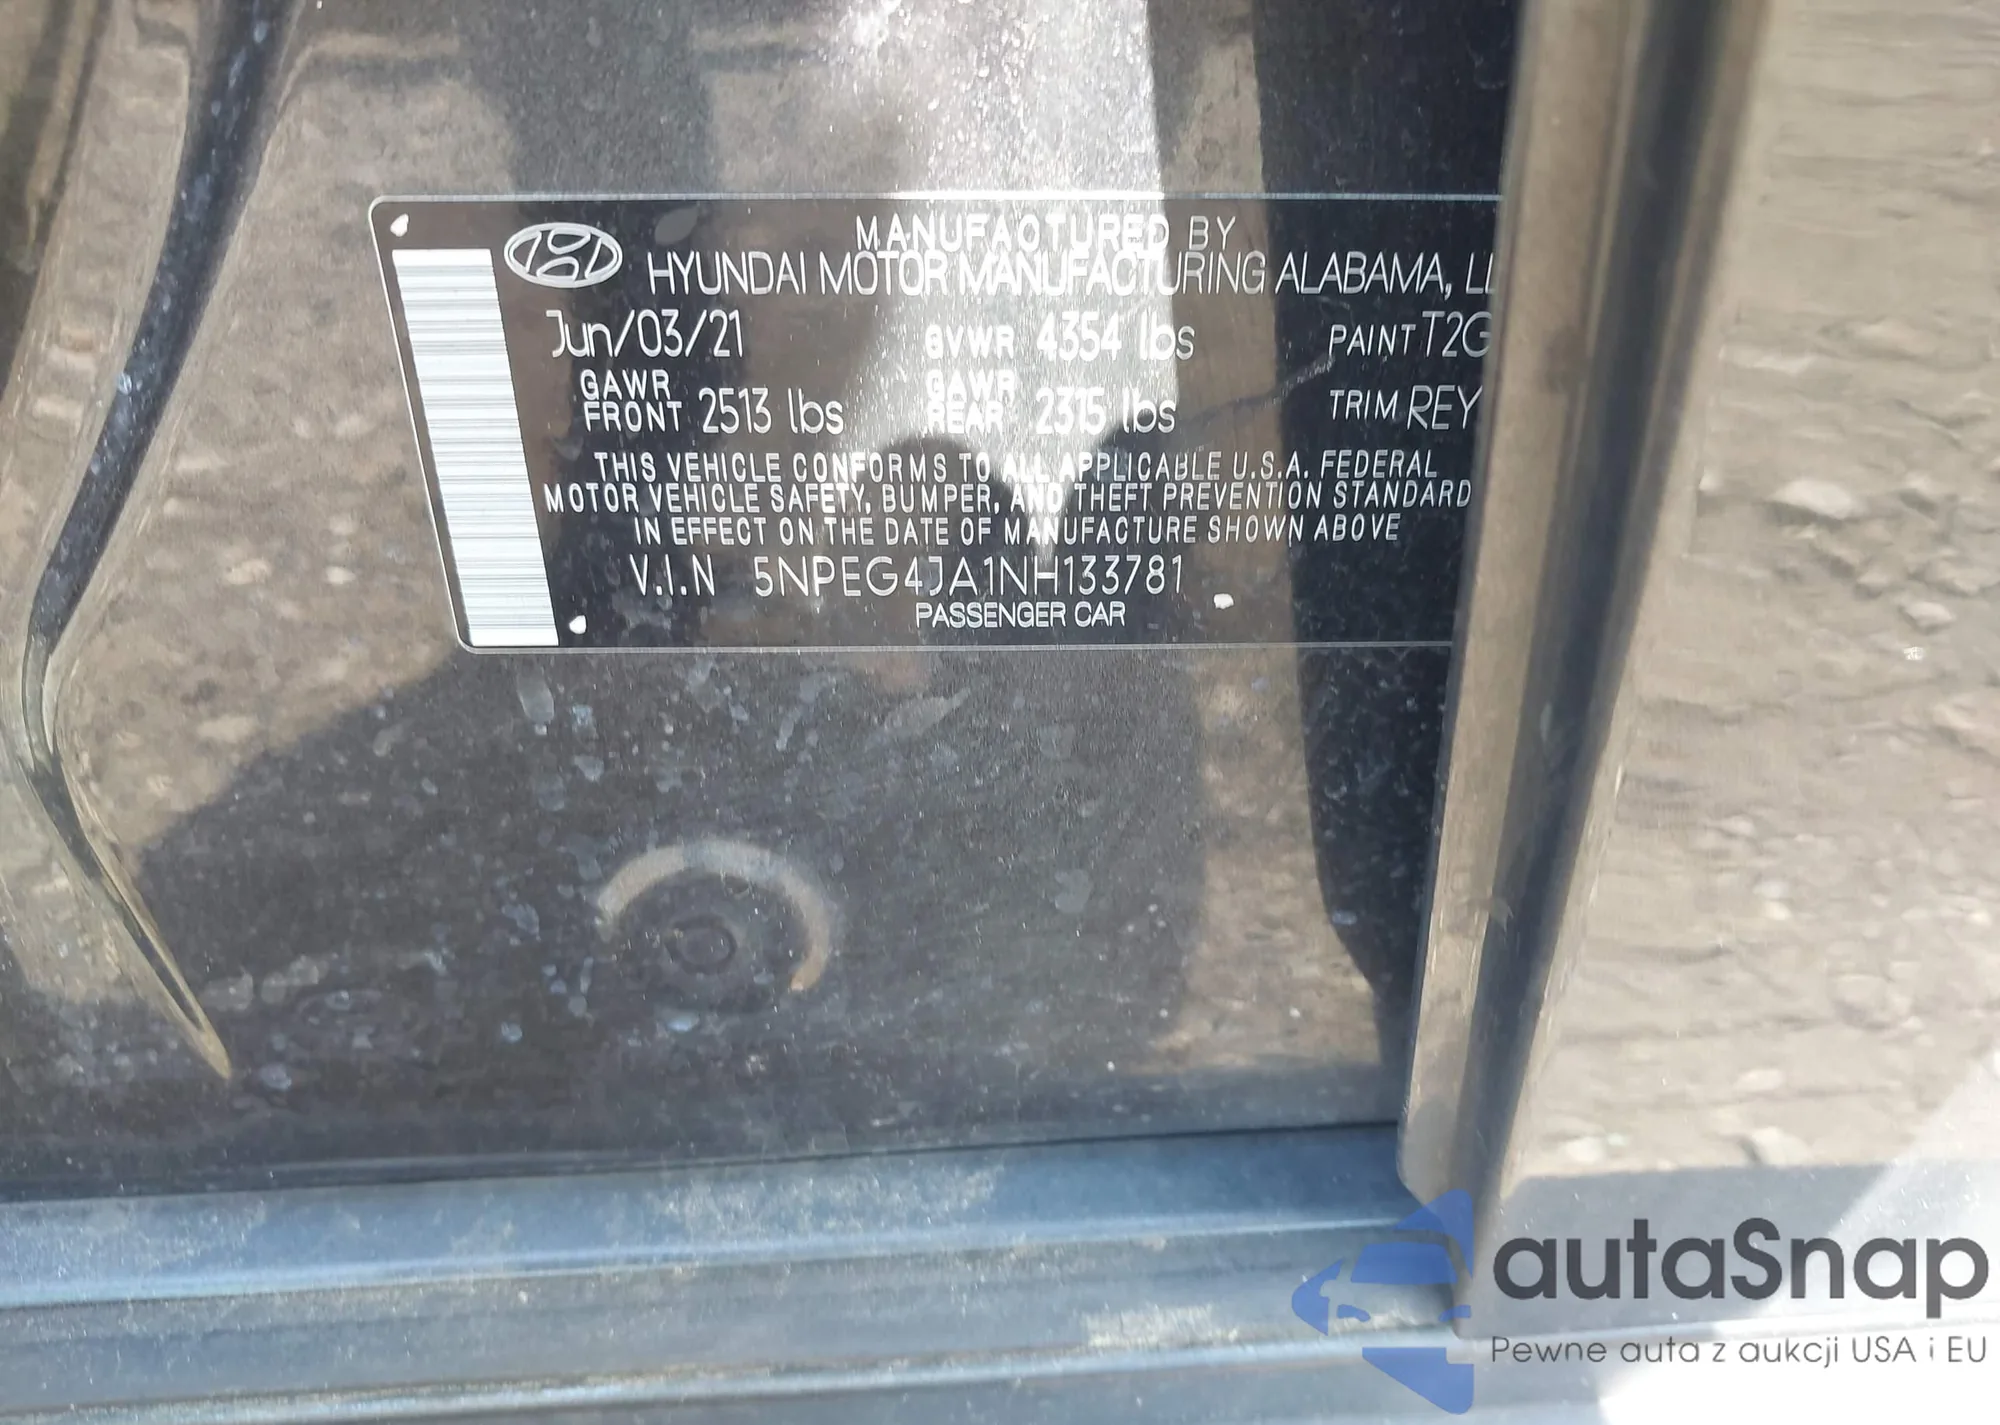 MANUFACTURED BY
HYUNDAI MOTOR MANUFACTURING ALABAMA, LL
Jun/03/21 GVWR 4354 lbs PAINT T2G
GAWR FRONT 2513 lbs GAWR REAR 2315 lbs TRIM REY
THIS VEHICLE CONFORMS TO ALL APPLICABLE U.S.A. FEDERAL
MOTOR VEHICLE SAFETY, BUMPER, AND THEFT PREVENTION STANDARD
IN EFFECT ON THE DATE OF MANUFACTURE SHOWN ABOVE
V.I.N 5NPEG4JA1NH133781
PASSENGER CAR
autaSnap
Pewne auta z aukcji USA i EU